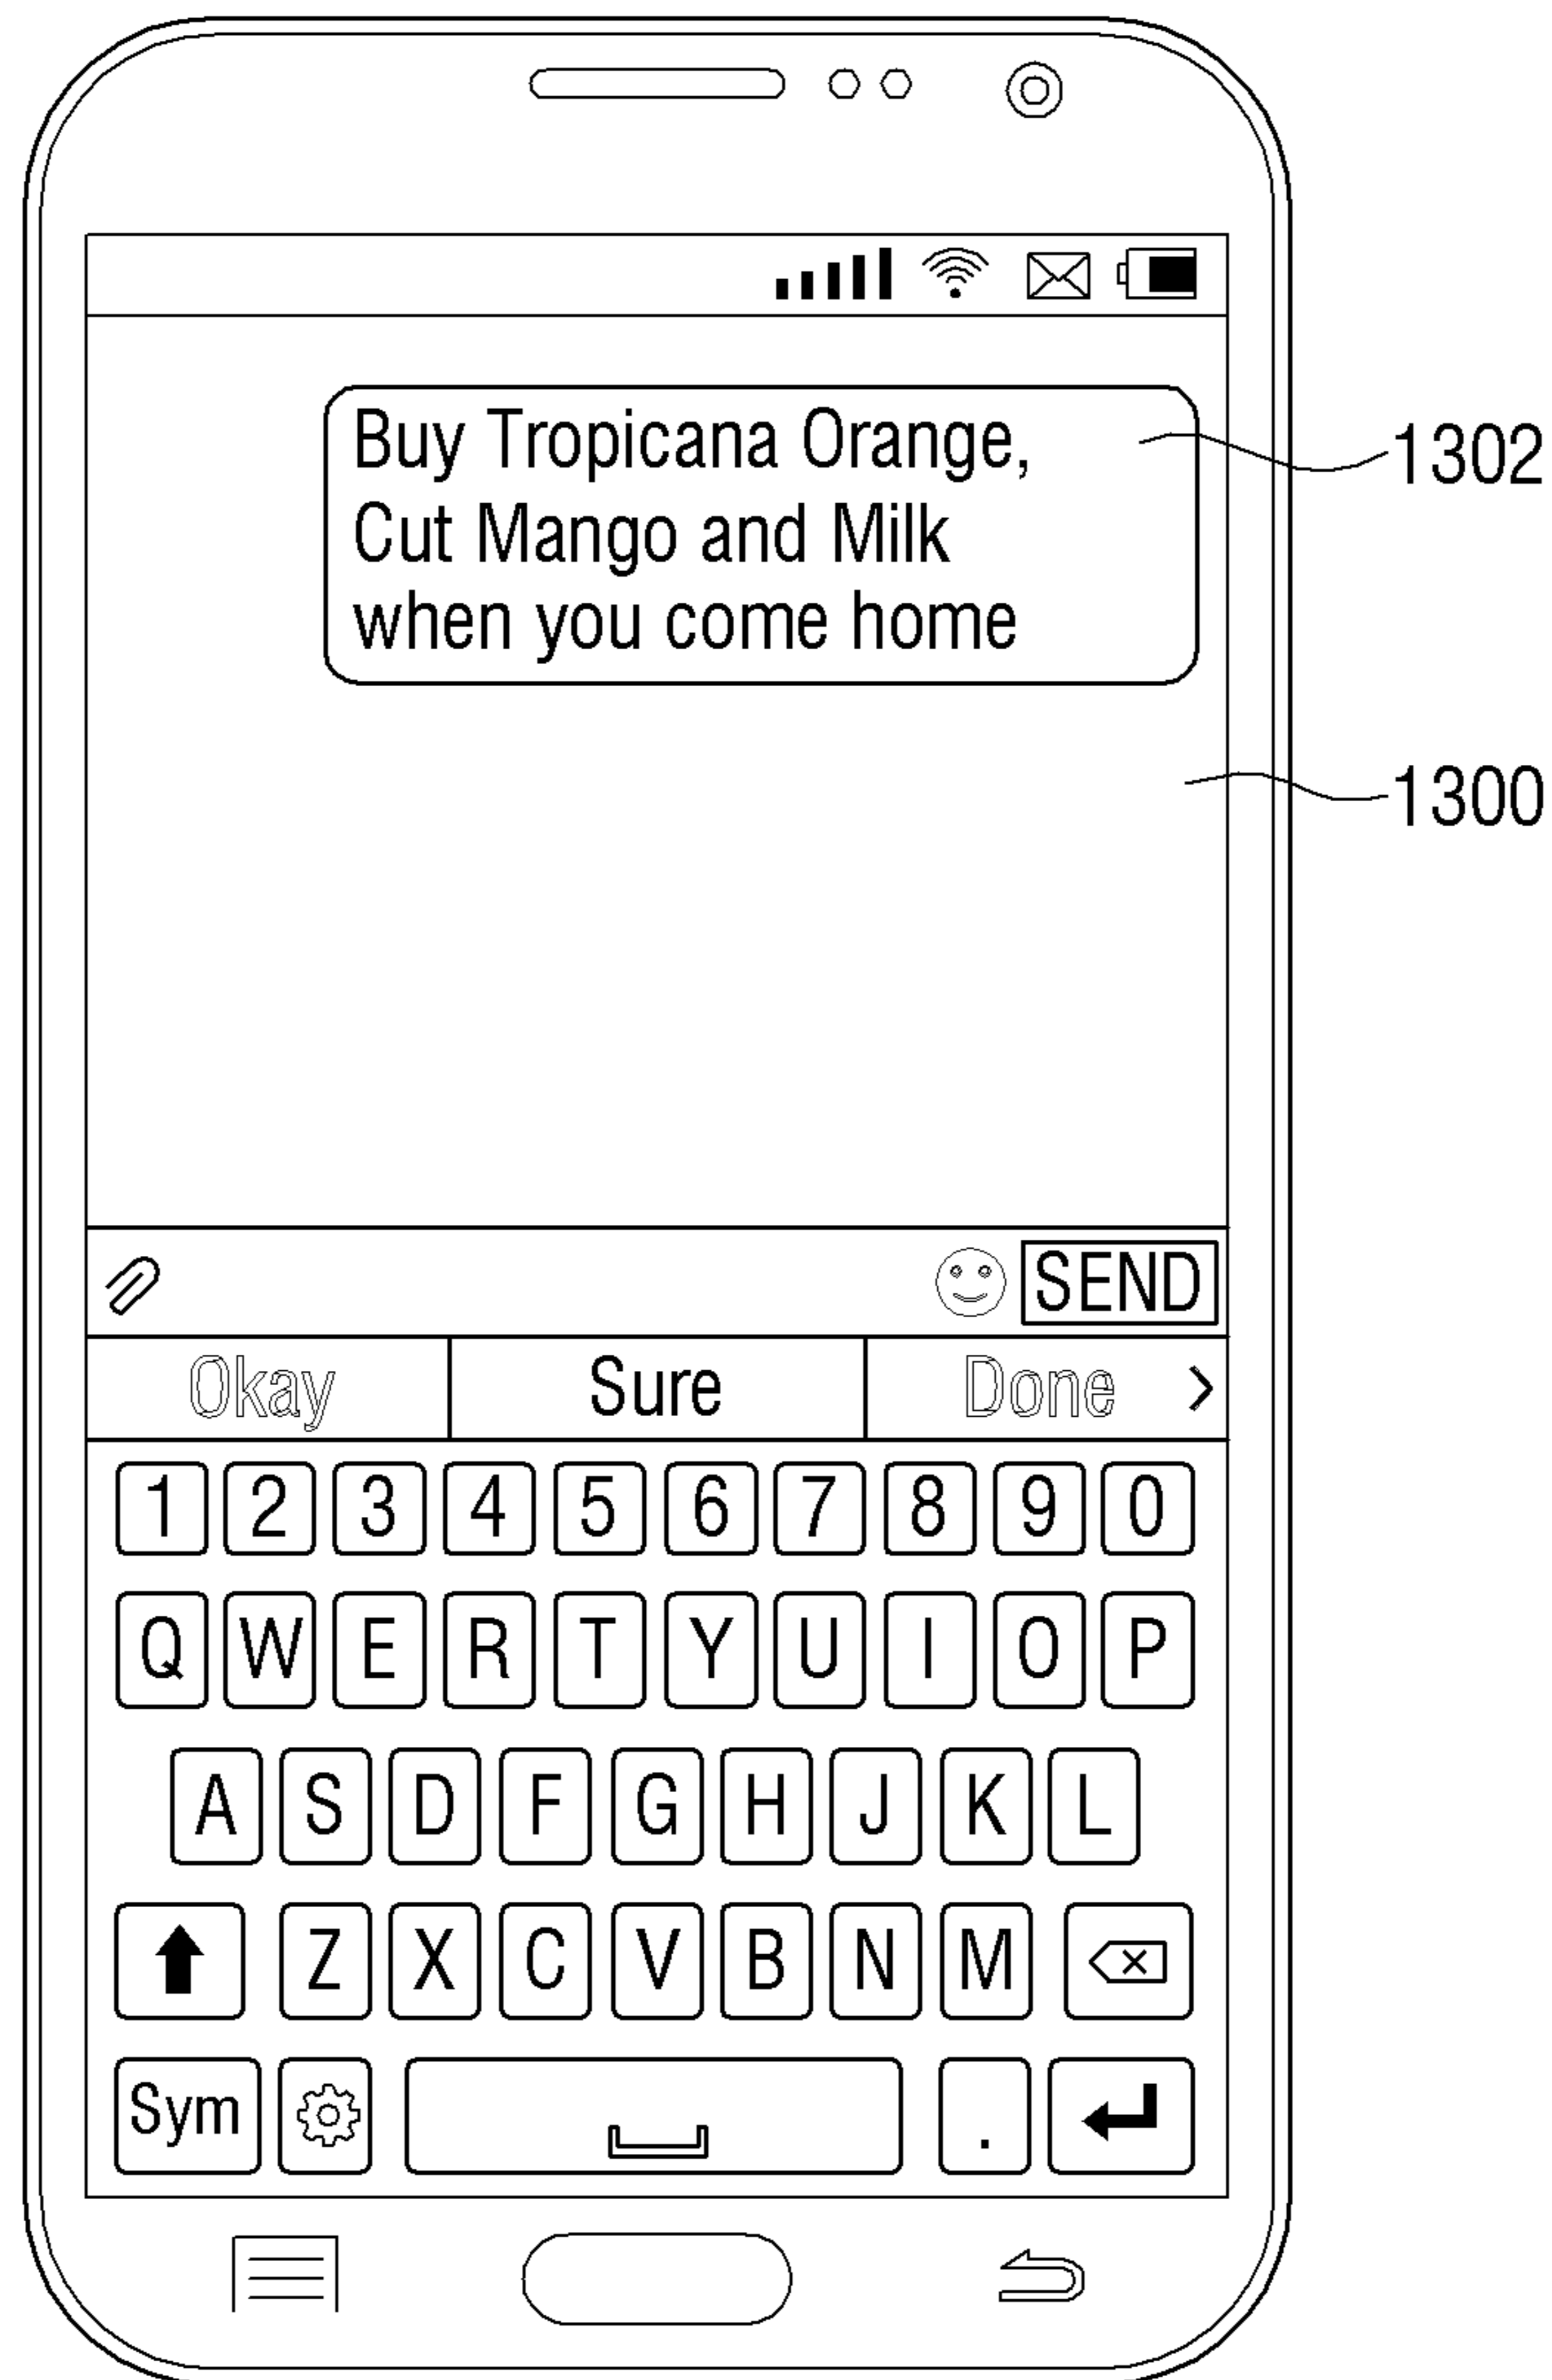 Buy Tropicana Orange,
1302
Cut Mango and Milk
when you come home
1300
SEND
Okay Sure Done >
1 2 3 4 5 6 7 8 9 0
Q W E R T Y U I O P
A S D F G H J K L
Z X C V B N M
Sym .